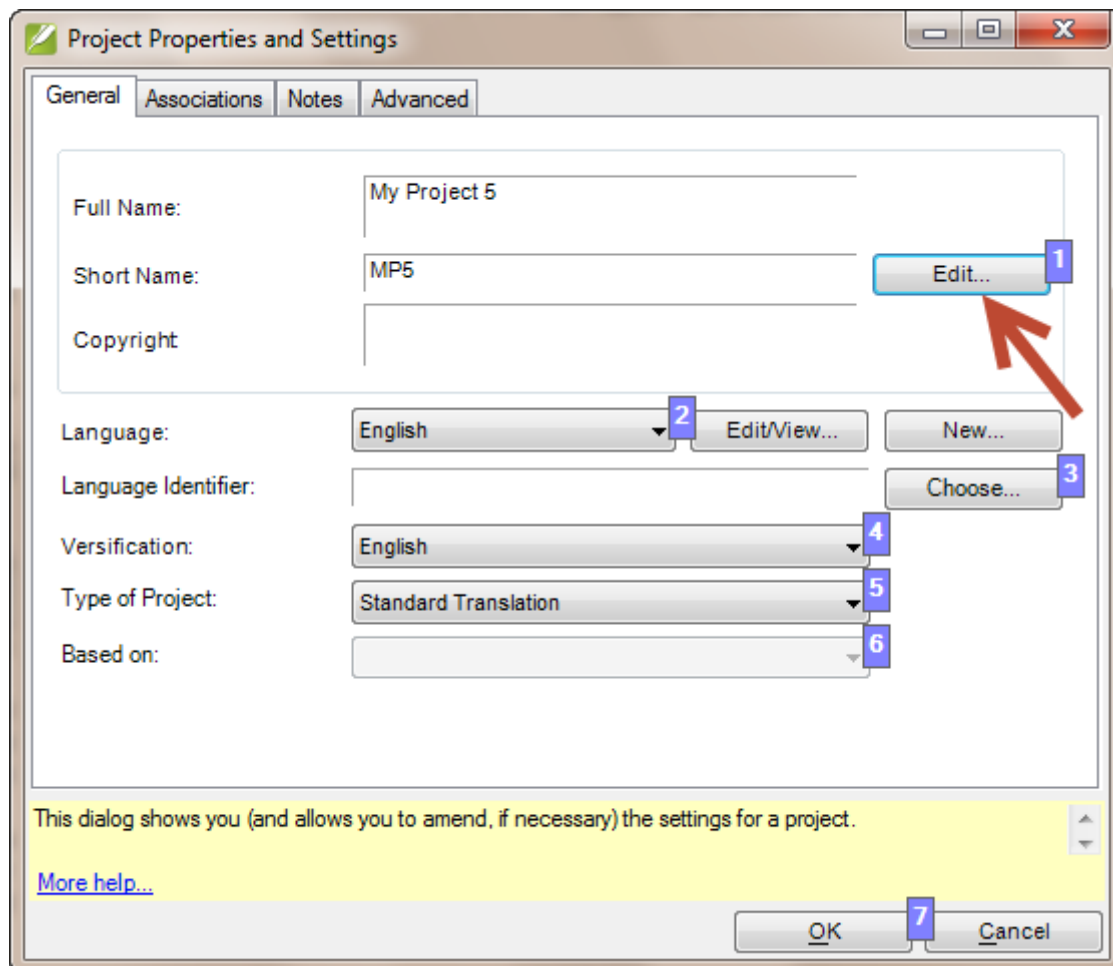 Project Properties and Settings
General Associations Notes Advanced
Full Name: My Project 5
Short Name: MP5 Edit... 1
Copyright
Language: English 2 Edit/View... New...
Language Identifier: Choose... 3
Versification: English 4
Type of Project: Standard Translation 5
Based on: 6
This dialog shows you (and allows you to amend, if necessary) the settings for a project.
More help...
OK 7 Cancel